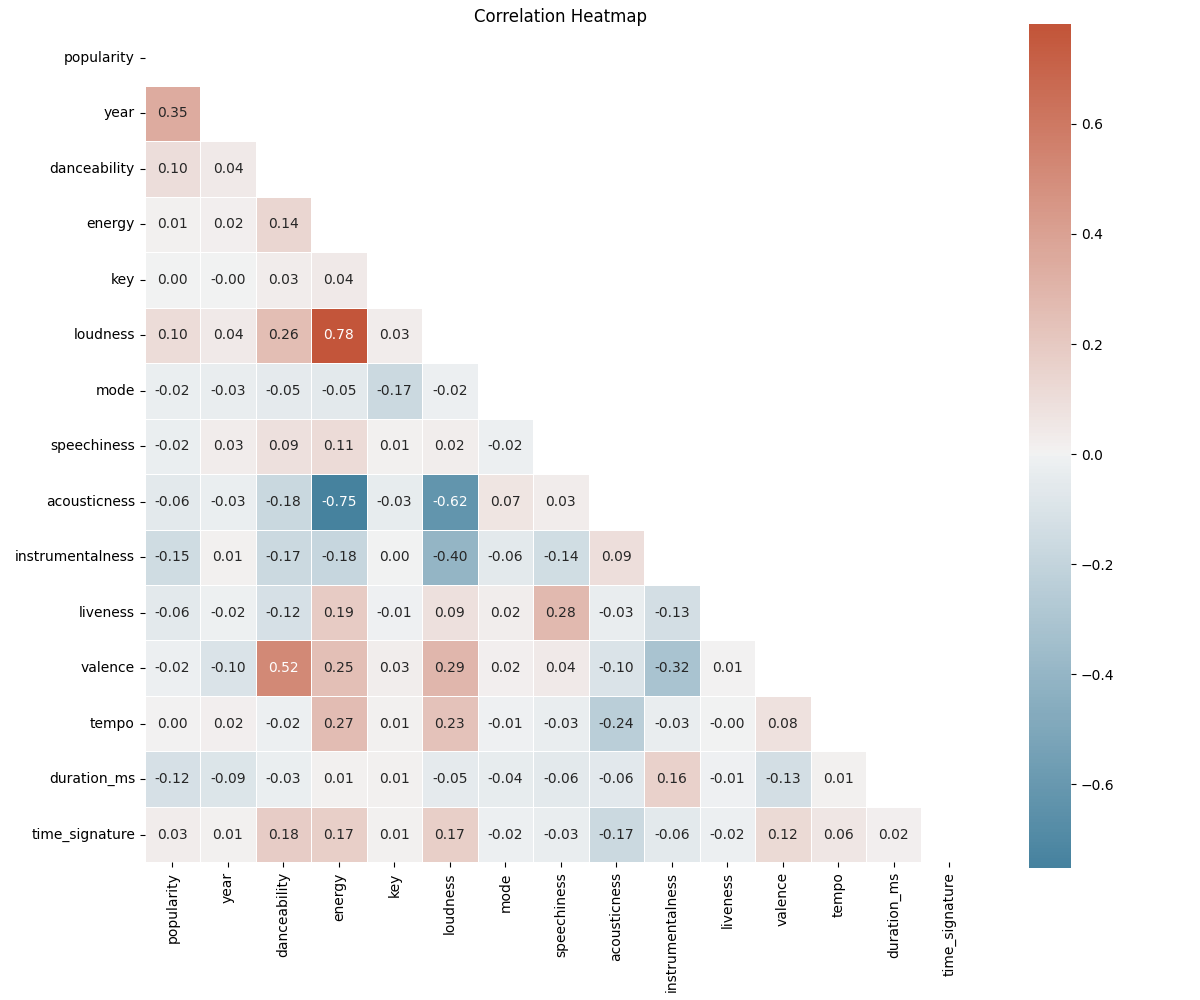 Correlation Heatmap
popularity
year 0.35
danceability 0.10 0.04
energy 0.01 0.02 0.14
key 0.00 -0.00 0.03 0.04
loudness 0.10 0.04 0.26 0.78 0.03
mode -0.02 -0.03 -0.05 -0.05 -0.17 -0.02
speechiness -0.02 0.03 0.09 0.11 0.01 0.02 -0.02
acousticness -0.06 -0.03 -0.18 -0.75 -0.03 -0.62 0.07 0.03
instrumentalness -0.15 0.01 -0.17 -0.18 0.00 -0.40 -0.06 -0.14 0.09
liveness -0.06 -0.02 -0.12 0.19 -0.01 0.09 0.02 0.28 -0.03 -0.13
valence -0.02 -0.10 0.52 0.25 0.03 0.29 0.02 0.04 -0.10 -0.32 0.01
tempo 0.00 0.02 -0.02 0.27 0.01 0.23 -0.01 -0.03 -0.24 -0.03 -0.00 0.08
duration_ms -0.12 -0.09 -0.03 0.01 0.01 -0.05 -0.04 -0.06 -0.06 0.16 -0.01 -0.13 0.01
time_signature 0.03 0.01 0.18 0.17 0.01 0.17 -0.02 -0.03 -0.17 -0.06 -0.02 0.12 0.06 0.02
popularity
year
danceability
energy
key
loudness
mode
speechiness
acousticness
instrumentalness
liveness
valence
tempo
duration_ms
time_signature
0.6
0.4
0.2
0.0
−0.2
−0.4
−0.6